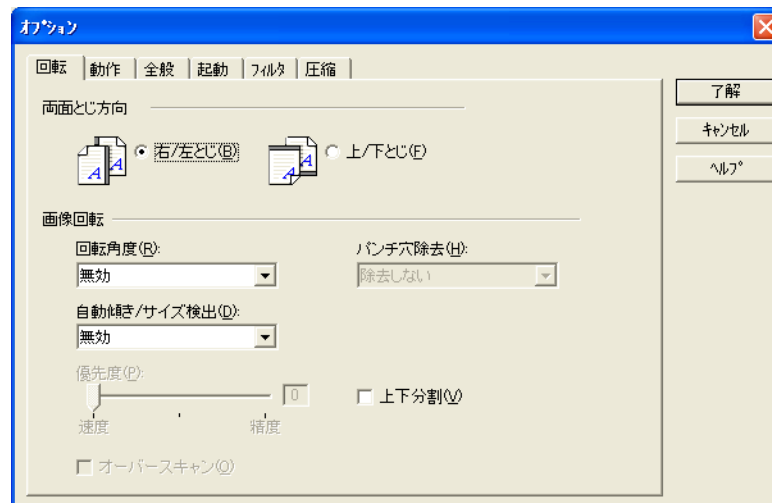 オプション
回転 動作 全般 起動 フィルタ 圧縮
了解
キャンセル
ヘルプ
両面とじ方向
A A 右/左とじ(B) A A 上/下とじ(F)
画像回転
回転角度(R): パンチ穴除去(H):
無効 除去しない
自動傾き/サイズ検出(D):
無効
優先度(P):
0 上下分割(V)
速度 精度
オーバースキャン(O)